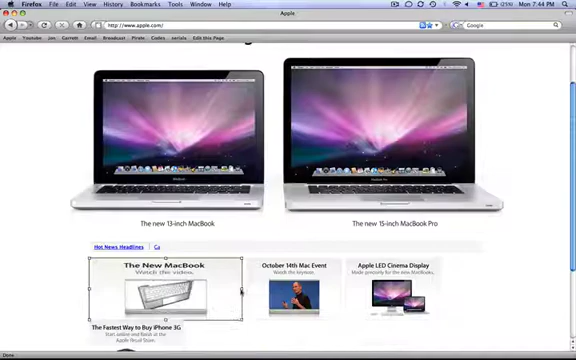 Firefox File Edit View History Bookmarks Tools Window Help
Mon 7:44 PM
Apple
http://www.apple.com/
Google
Apple Youtube Jon Garrett Email Broadcast Pirate Codes serials Edit this Page
The new 13-inch MacBook
The new 15-inch MacBook Pro
Hot News Headlines Ca
The New MacBook
Watch the video.
October 14th Mac Event
Watch the keynote.
Apple LED Cinema Display
Made genuinely for the new MacBooks.
The Fastest Way to Buy iPhone 3G
Start online and finish at the
Apple Retail Store.